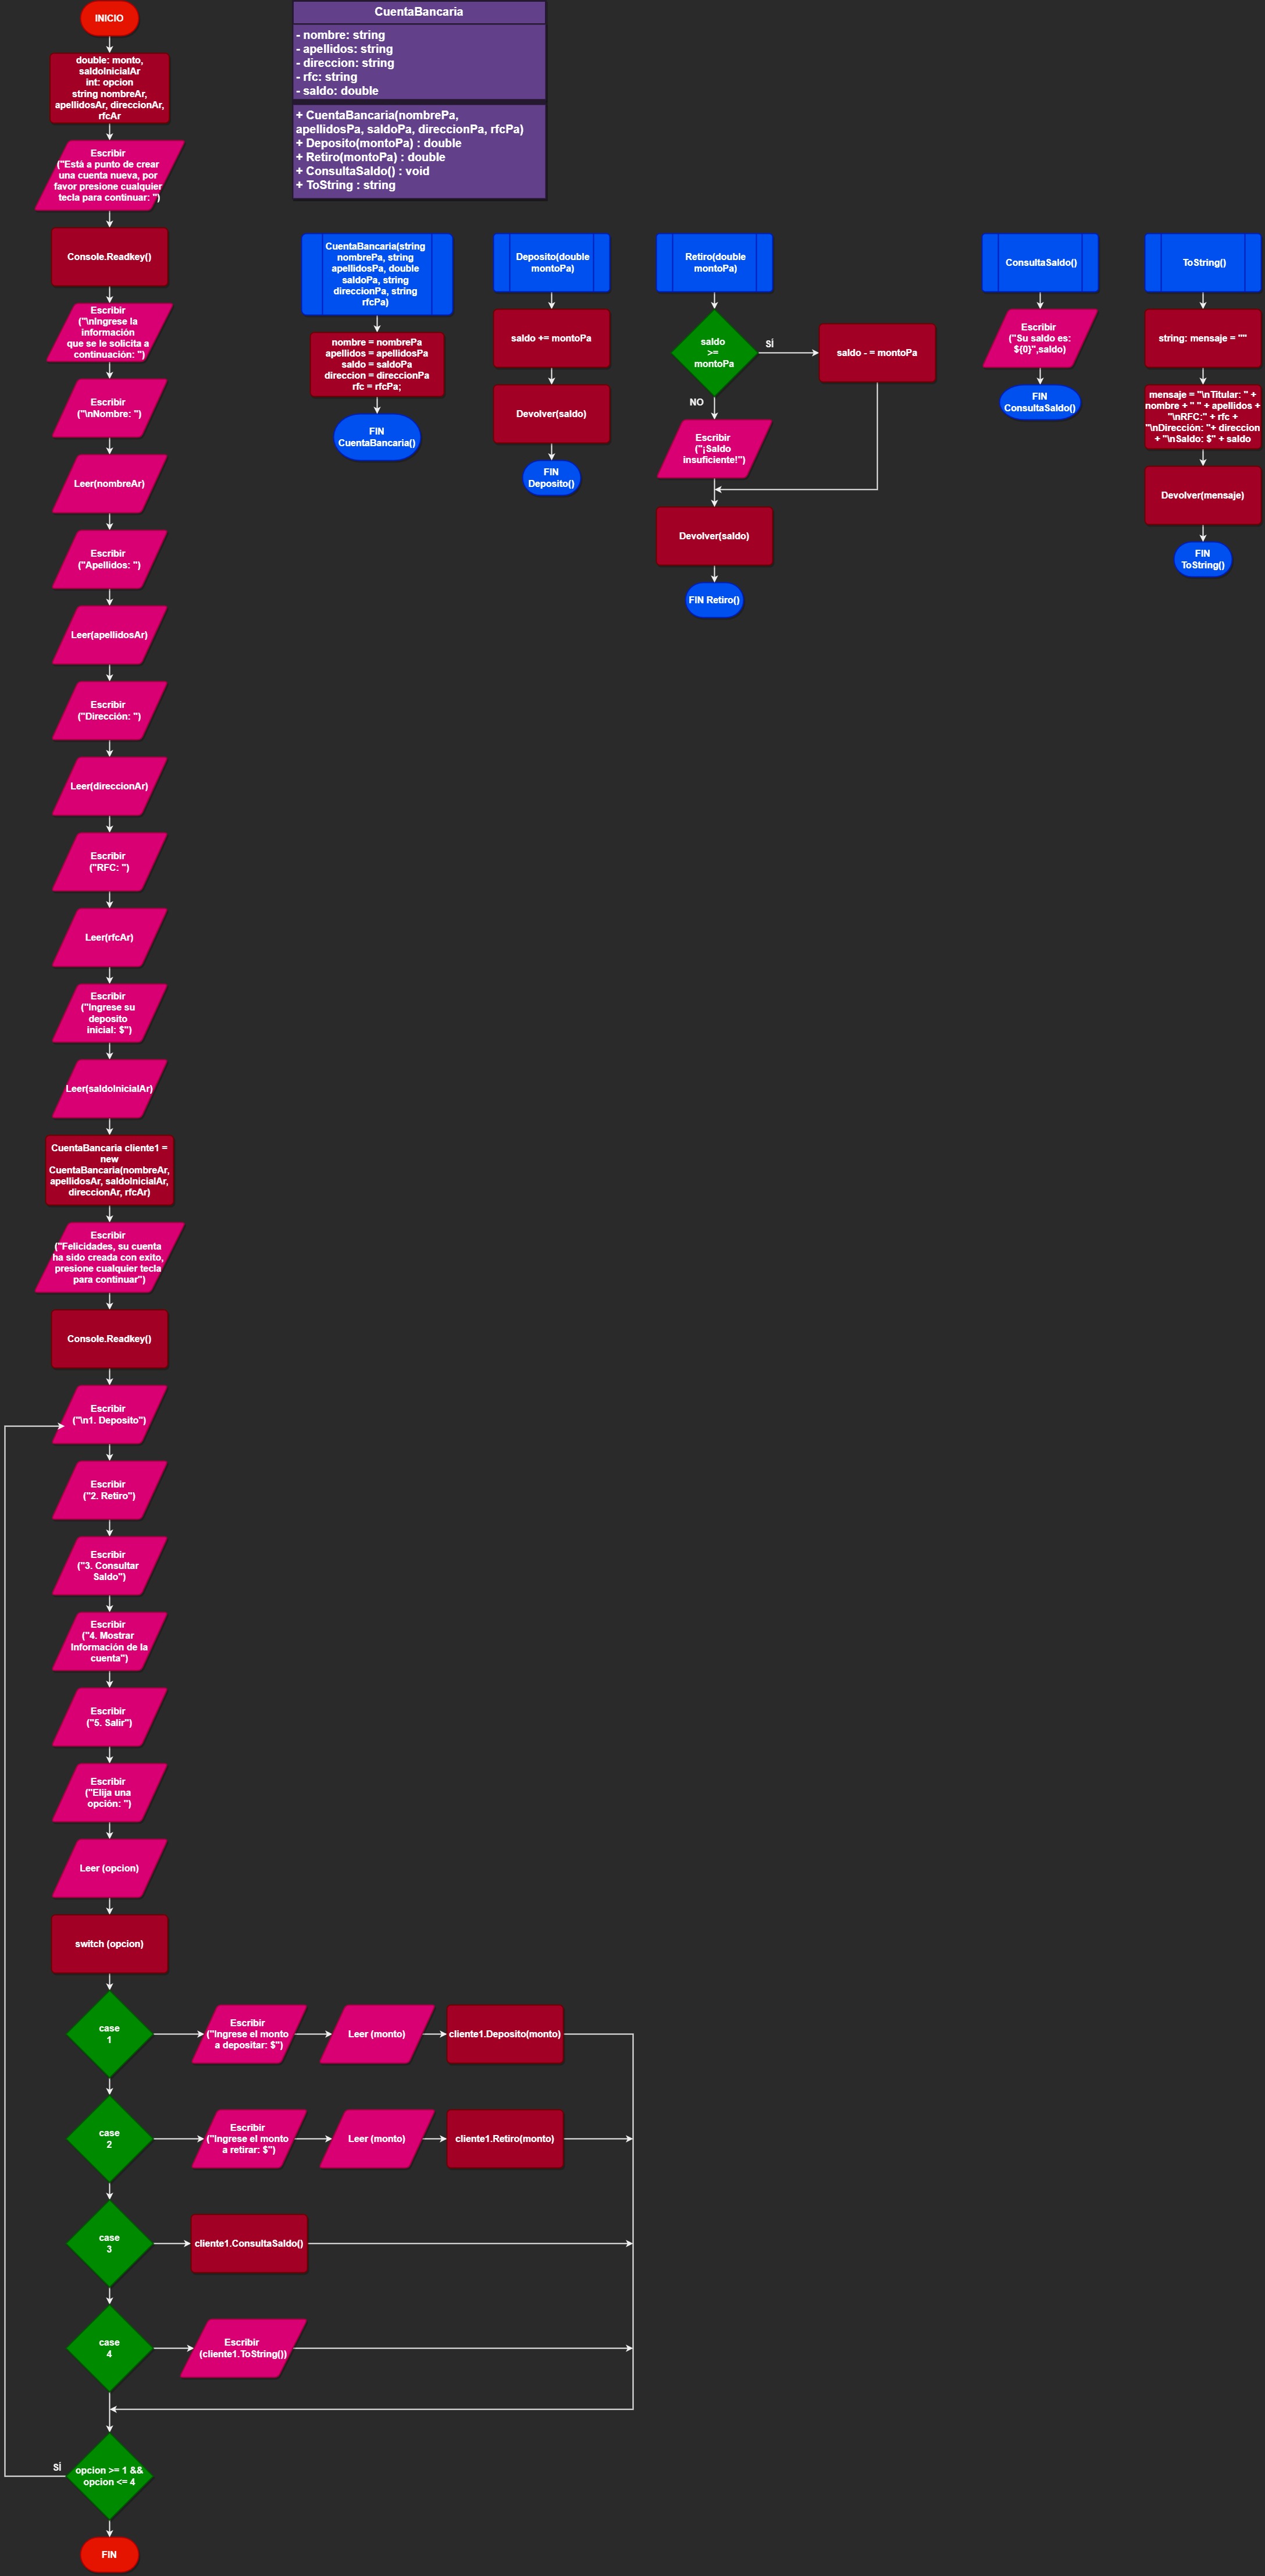 INICIO
double: monto,
saldoInicialAr
int: opcion
string nombreAr,
apellidosAr, direccionAr,
rfcAr
Escribir
("Está a punto de crear
una cuenta nueva, por
favor presione cualquier
tecla para continuar: ")
Console.Readkey()
Escribir
("\nIngrese la
información
que se le solicita a
continuación: ")
Escribir
("\nNombre: ")
Leer(nombreAr)
Escribir
("Apellidos: ")
Leer(apellidosAr)
Escribir
("Dirección: ")
Leer(direccionAr)
Escribir
("RFC: ")
Leer(rfcAr)
Escribir
("Ingrese su
deposito
inicial: $")
Leer(saldoInicialAr)
CuentaBancaria cliente1 =
new
CuentaBancaria(nombreAr,
apellidosAr, saldoInicialAr,
direccionAr, rfcAr)
Escribir
("Felicidades, su cuenta
ha sido creada con exito,
presione cualquier tecla
para continuar")
Console.Readkey()
Escribir
("\n1. Deposito")
Escribir
("2. Retiro")
Escribir
("3. Consultar
Saldo")
Escribir
("4. Mostrar
Información de la
cuenta")
Escribir
("5. Salir")
Escribir
("Elija una
opción: ")
Leer (opcion)
switch (opcion)
case
1
Escribir
("Ingrese el monto
a depositar: $")
Leer (monto)
cliente1.Deposito(monto)
case
2
Escribir
("Ingrese el monto
a retirar: $")
Leer (monto)
cliente1.Retiro(monto)
case
3
cliente1.ConsultaSaldo()
case
4
Escribir
(cliente1.ToString())
SÍ
opcion >= 1 &&
opcion <= 4
FIN
CuentaBancaria
- nombre: string
- apellidos: string
- direccion: string
- rfc: string
- saldo: double
+ CuentaBancaria(nombrePa,
apellidosPa, saldoPa, direccionPa, rfcPa)
+ Deposito(montoPa) : double
+ Retiro(montoPa) : double
+ ConsultaSaldo() : void
+ ToString : string
CuentaBancaria(string
nombrePa, string
apellidosPa, double
saldoPa, string
direccionPa, string
rfcPa)
nombre = nombrePa
apellidos = apellidosPa
saldo = saldoPa
direccion = direccionPa
rfc = rfcPa;
FIN
CuentaBancaria()
Deposito(double
montoPa)
saldo += montoPa
Devolver(saldo)
FIN
Deposito()
Retiro(double
montoPa)
saldo
>=
montoPa
SÍ
saldo - = montoPa
NO
Escribir
("¡Saldo
insuficiente!")
Devolver(saldo)
FIN Retiro()
ConsultaSaldo()
Escribir
("Su saldo es:
${0}",saldo)
FIN
ConsultaSaldo()
ToString()
string: mensaje = ""
mensaje = "\nTitular: " +
nombre + " " + apellidos +
"\nRFC:" + rfc +
"\nDirección: "+ direccion
+ "\nSaldo: $" + saldo
Devolver(mensaje)
FIN
ToString()